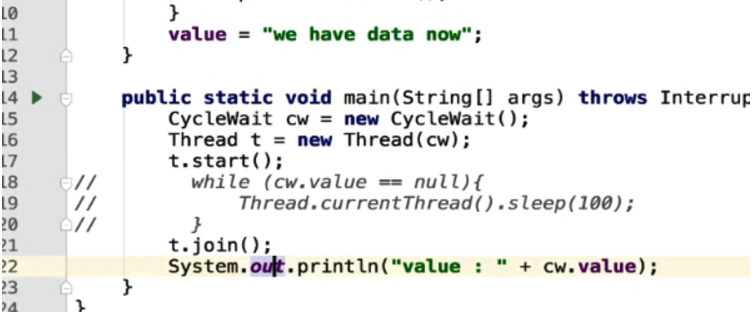 10 }
11 value = "we have data now";
12 }
13
14 public static void main(String[] args) throws Interrup
15 CycleWait cw = new CycleWait();
16 Thread t = new Thread(cw);
17 t.start();
18 // while (cw.value == null){
19 // Thread.currentThread().sleep(100);
20 // }
21 t.join();
22 System.out.println("value : " + cw.value);
23 }
24 }